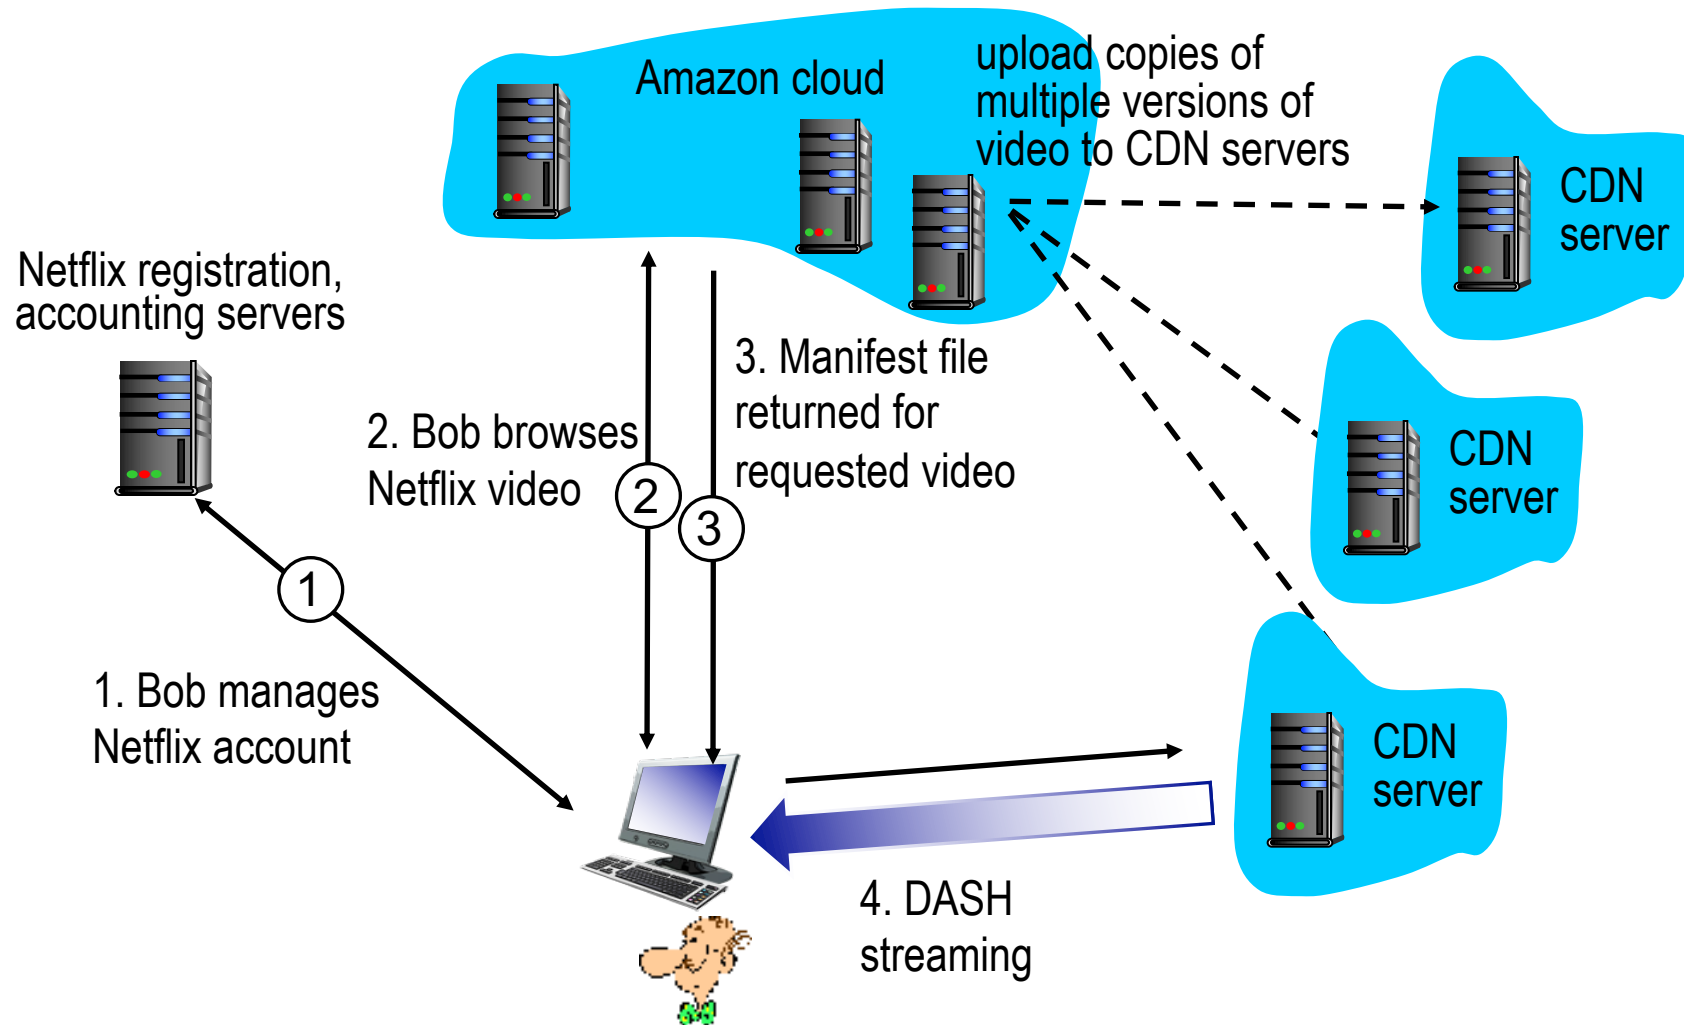 Amazon cloud
upload copies of
multiple versions of
video to CDN servers
CDN
server
Netflix registration,
accounting servers
3. Manifest file
returned for
requested video
2. Bob browses
Netflix video
CDN
server
2
3
1
1. Bob manages
Netflix account
CDN
server
4. DASH
streaming